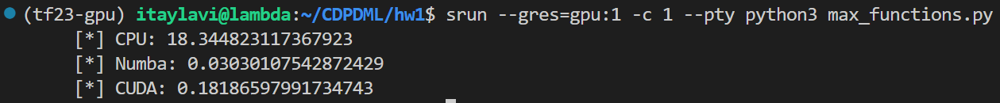 (tf23-gpu) itaylavi@lambda:~/CDPDML/hw1$ srun --gres=gpu:1 -c 1 --pty python3 max_functions.py
[*] CPU: 18.344823117367923
[*] Numba: 0.03030107542872429
[*] CUDA: 0.18186597991734743